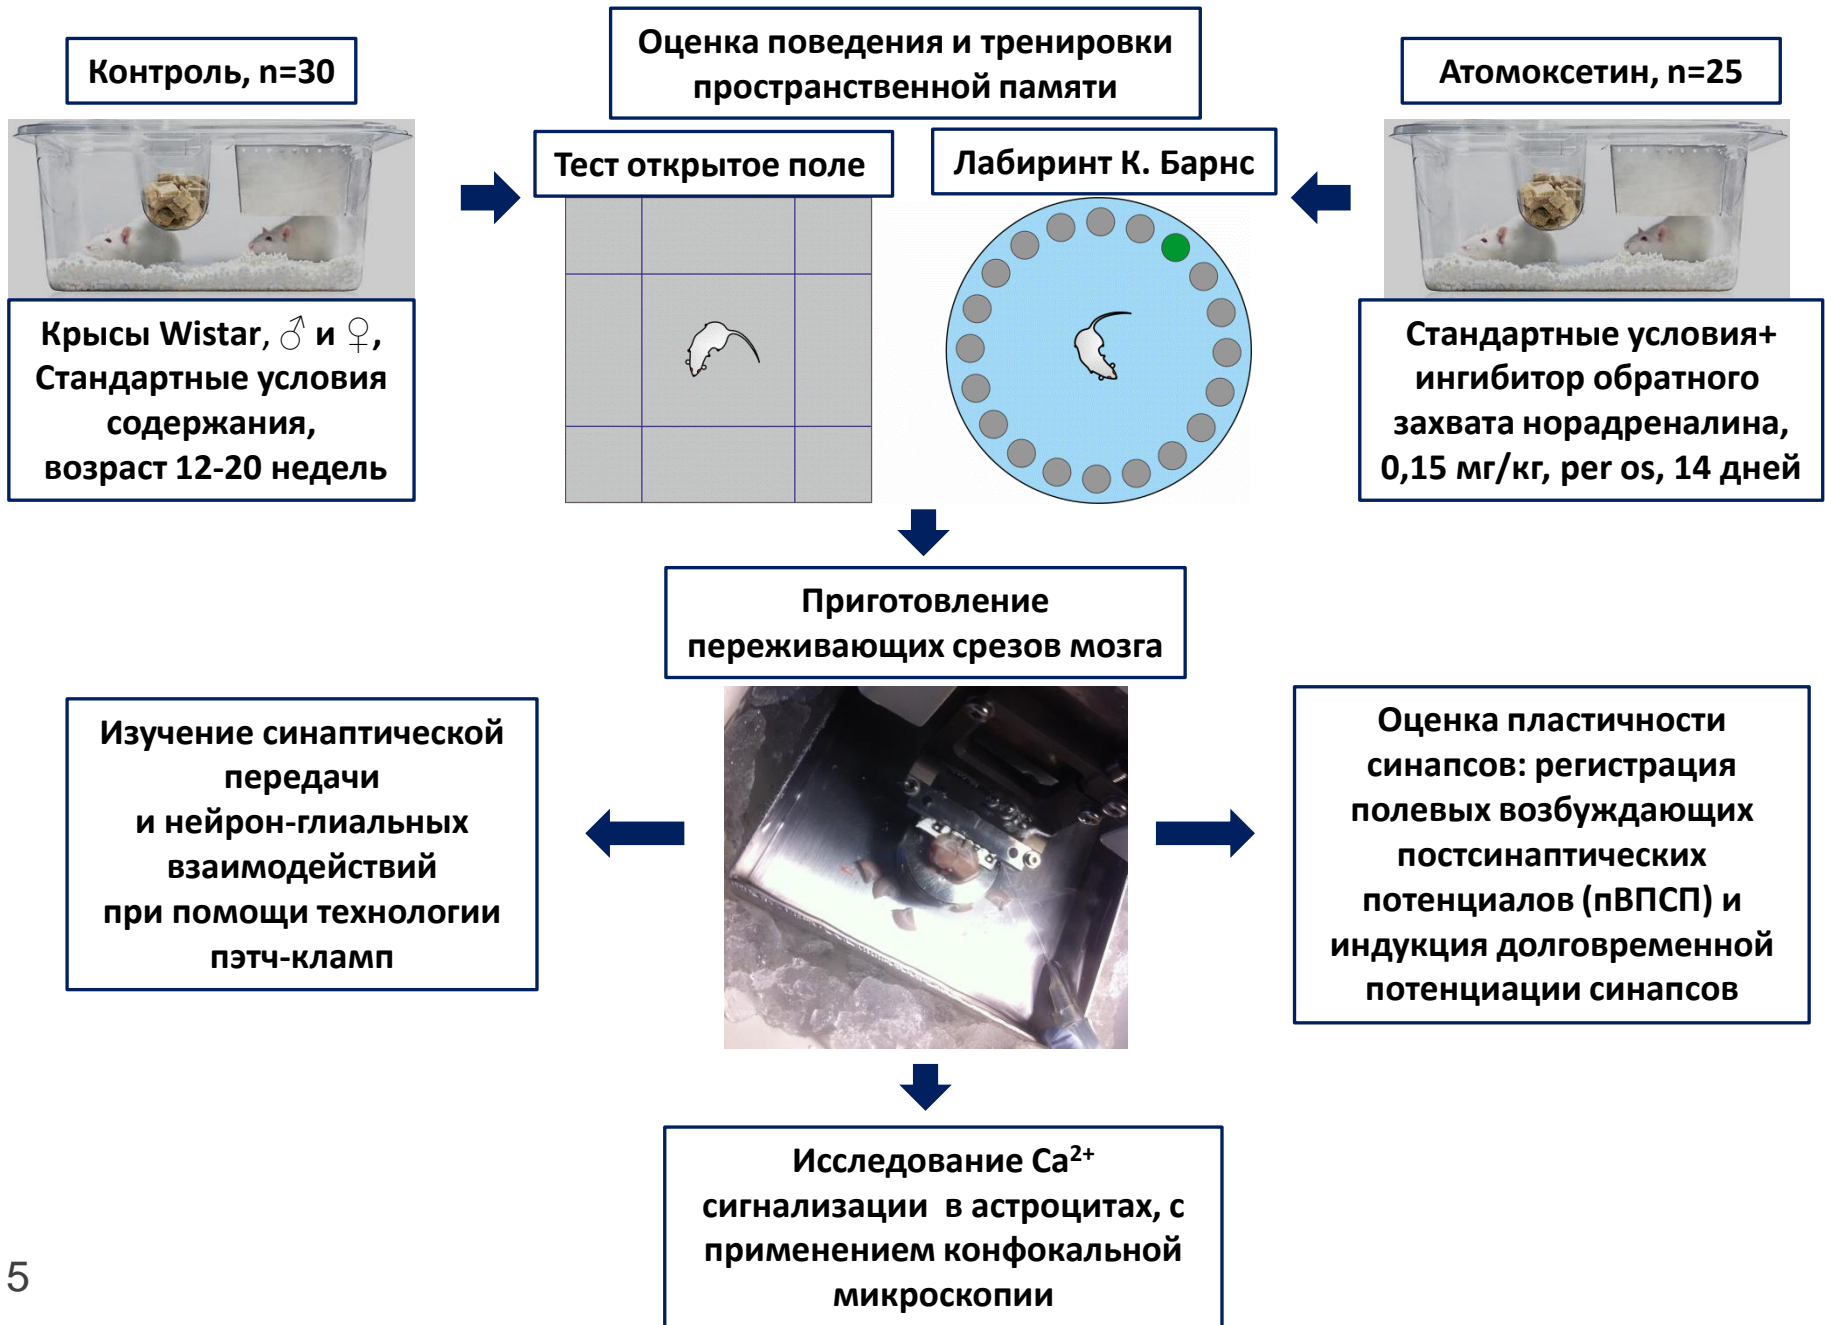 Контроль, n=30
Оценка поведения и тренировки
пространственной памяти
Атомоксетин, n=25
Тест открытое поле
Лабиринт К. Барнс
Крысы Wistar, ♂ и ♀,
Стандартные условия
содержания,
возраст 12-20 недель
Стандартные условия+
ингибитор обратного
захвата норадреналина,
0,15 мг/кг, per os, 14 дней
Приготовление
переживающих срезов мозга
Изучение синаптической
передачи
и нейрон-глиальных
взаимодействий
при помощи технологии
пэтч-кламп
Оценка пластичности
синапсов: регистрация
полевых возбуждающих
постсинаптических
потенциалов (пВПСП) и
индукция долговременной
потенциации синапсов
Исследование Ca²⁺
сигнализации в астроцитах, с
применением конфокальной
микроскопии
5